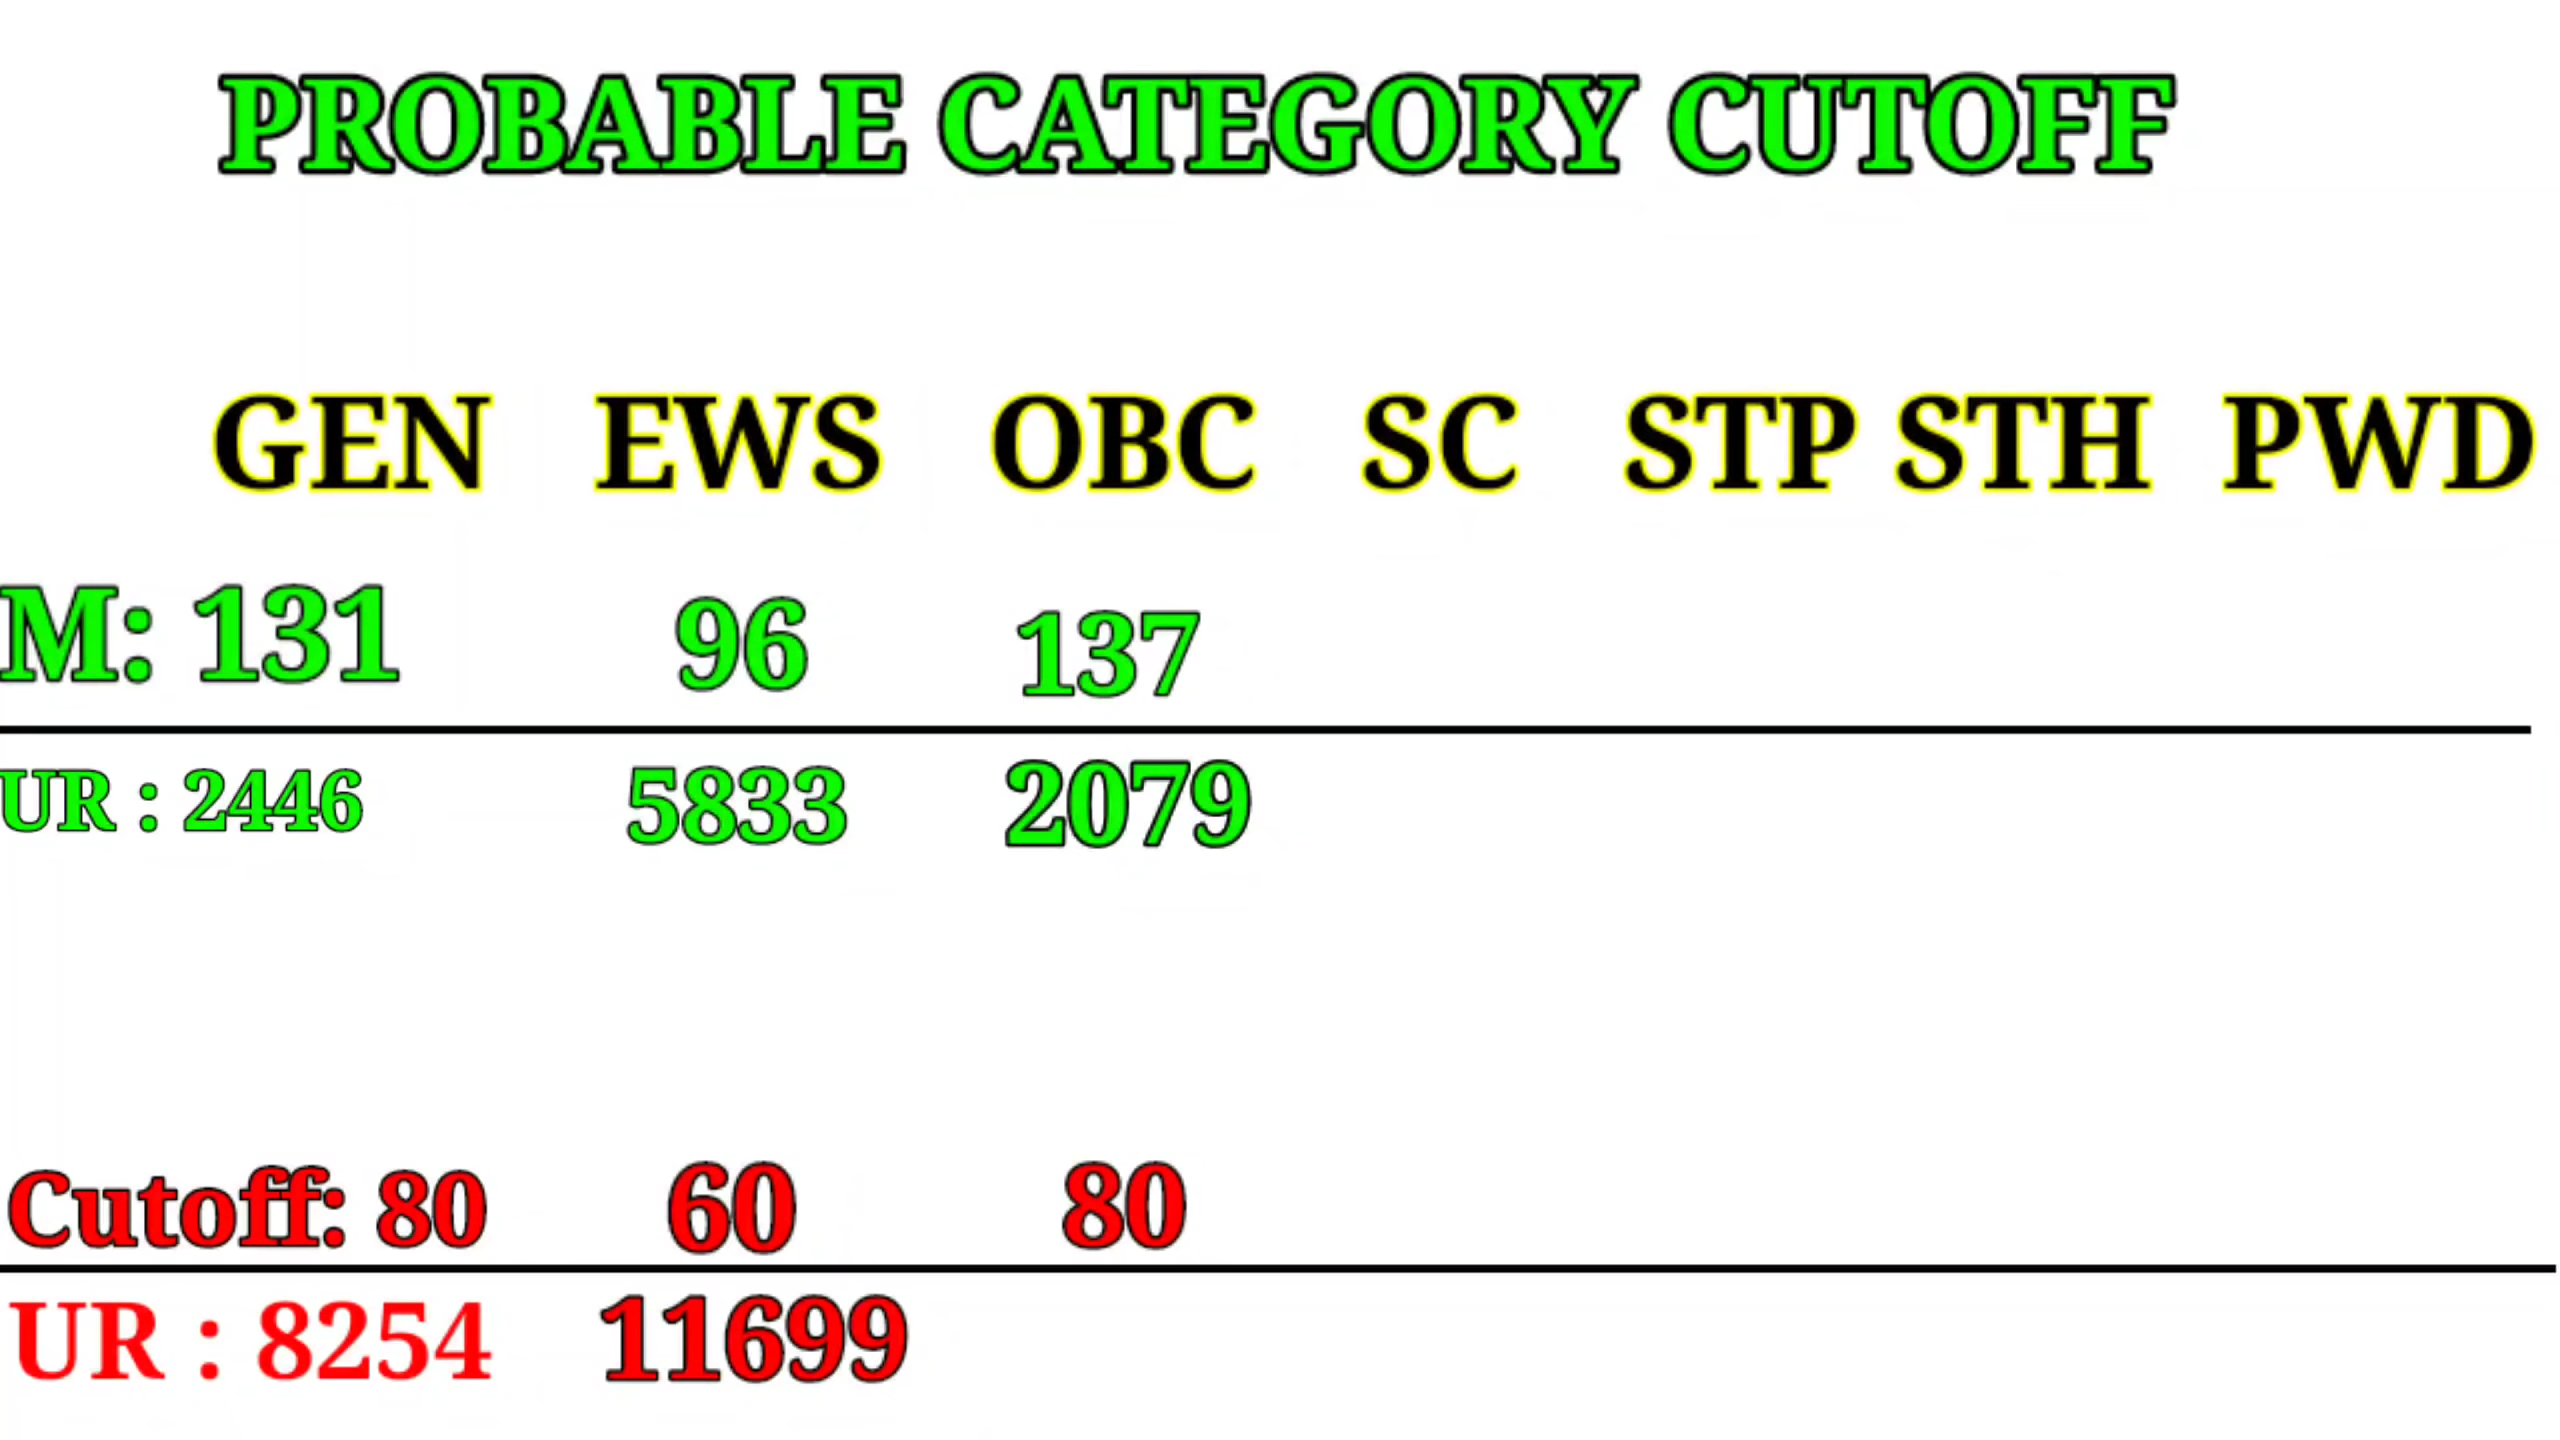 PROBABLE CATEGORY CUTOFF
GEN EWS OBC SC STP STH PWD
M: 131 96 137
UR : 2446 5833 2079
Cutoff: 80 60 80
UR : 8254 11699